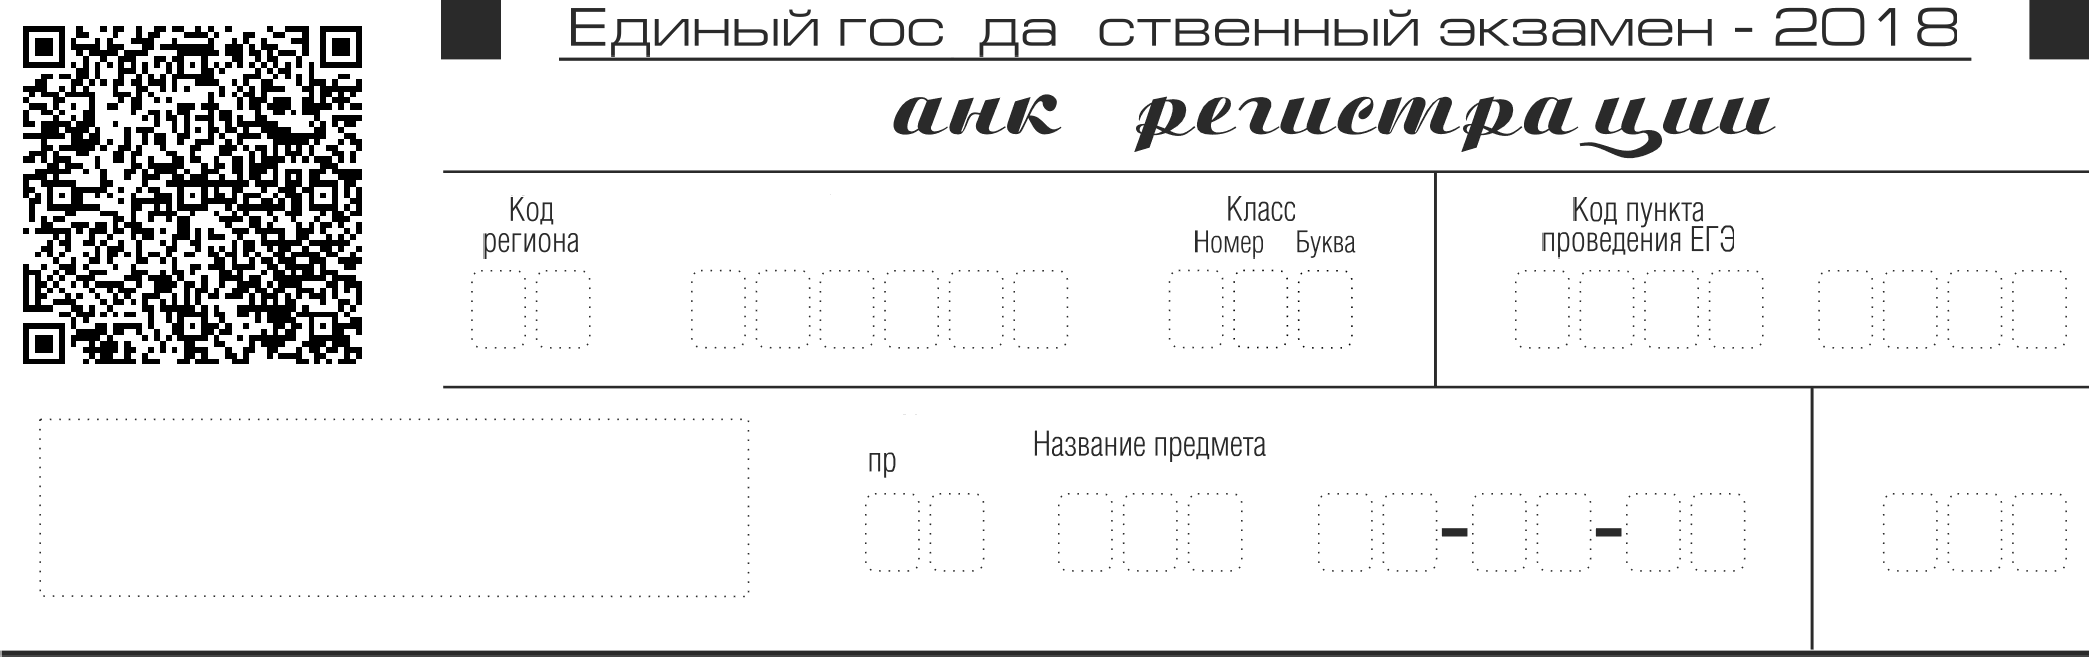 Единый гос да ственный экзамен - 2018
анк регистрации
Код региона
Класс
Номер Буква
Код пункта проведения ЕГЭ
Название предмета
пр
- -